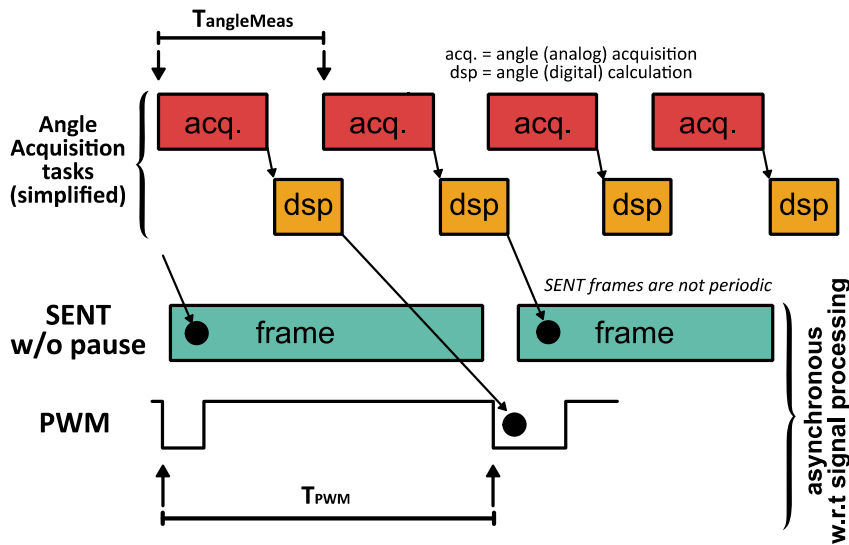 TangleMeas
acq. = angle (analog) acquisition
dsp = angle (digital) calculation
Angle
Acquisition
tasks
(simplified)
acq.
acq.
acq.
acq.
dsp
dsp
dsp
dsp
SENT frames are not periodic
SENT
w/o pause
frame
frame
PWM
TPWM
asynchronous
w.r.t signal processing